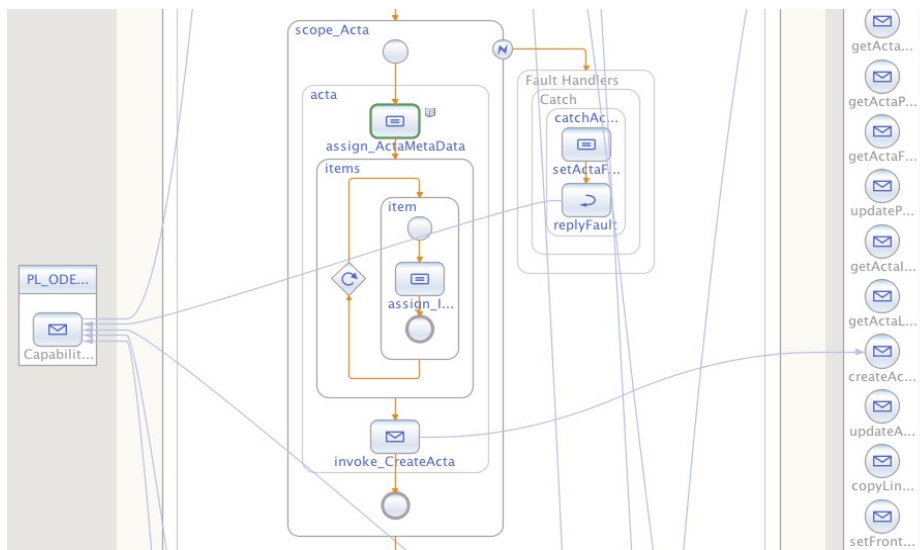 scope_Acta
acta
assign_ActaMetaData
items
item
assign_I...
invoke_CreateActa
Fault Handlers
Catch
catchAc...
setActaF...
replyFault
PL_ODE...
Capabilit...
getActa...
getActaP...
getActaF...
updateP...
getActaI...
getActaL...
createAc...
updateA...
copyLin...
setFront...